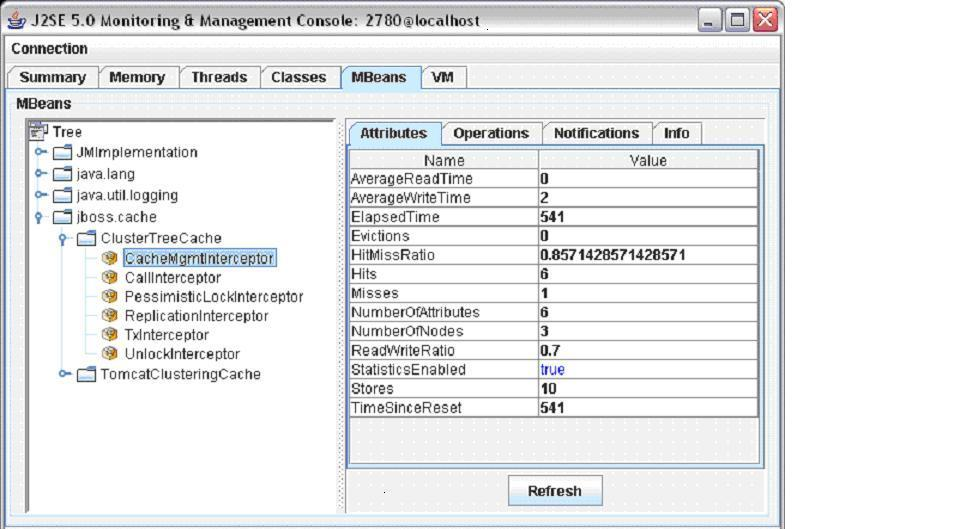 J2SE 5.0 Monitoring & Management Console: 2780@localhost
Connection
Summary Memory Threads Classes MBeans VM
MBeans
Tree
JMImplementation
java.lang
java.util.logging
jboss.cache
ClusterTreeCache
CacheMgmtInterceptor
CallInterceptor
PessimisticLockInterceptor
ReplicationInterceptor
TxInterceptor
UnlockInterceptor
TomcatClusteringCache
Attributes Operations Notifications Info
Name Value
AverageReadTime 0
AverageWriteTime 2
ElapsedTime 541
Evictions 0
HitMissRatio 0.8571428571428571
Hits 6
Misses 1
NumberOfAttributes 6
NumberOfNodes 3
ReadWriteRatio 0.7
StatisticsEnabled true
Stores 10
TimeSinceReset 541
Refresh